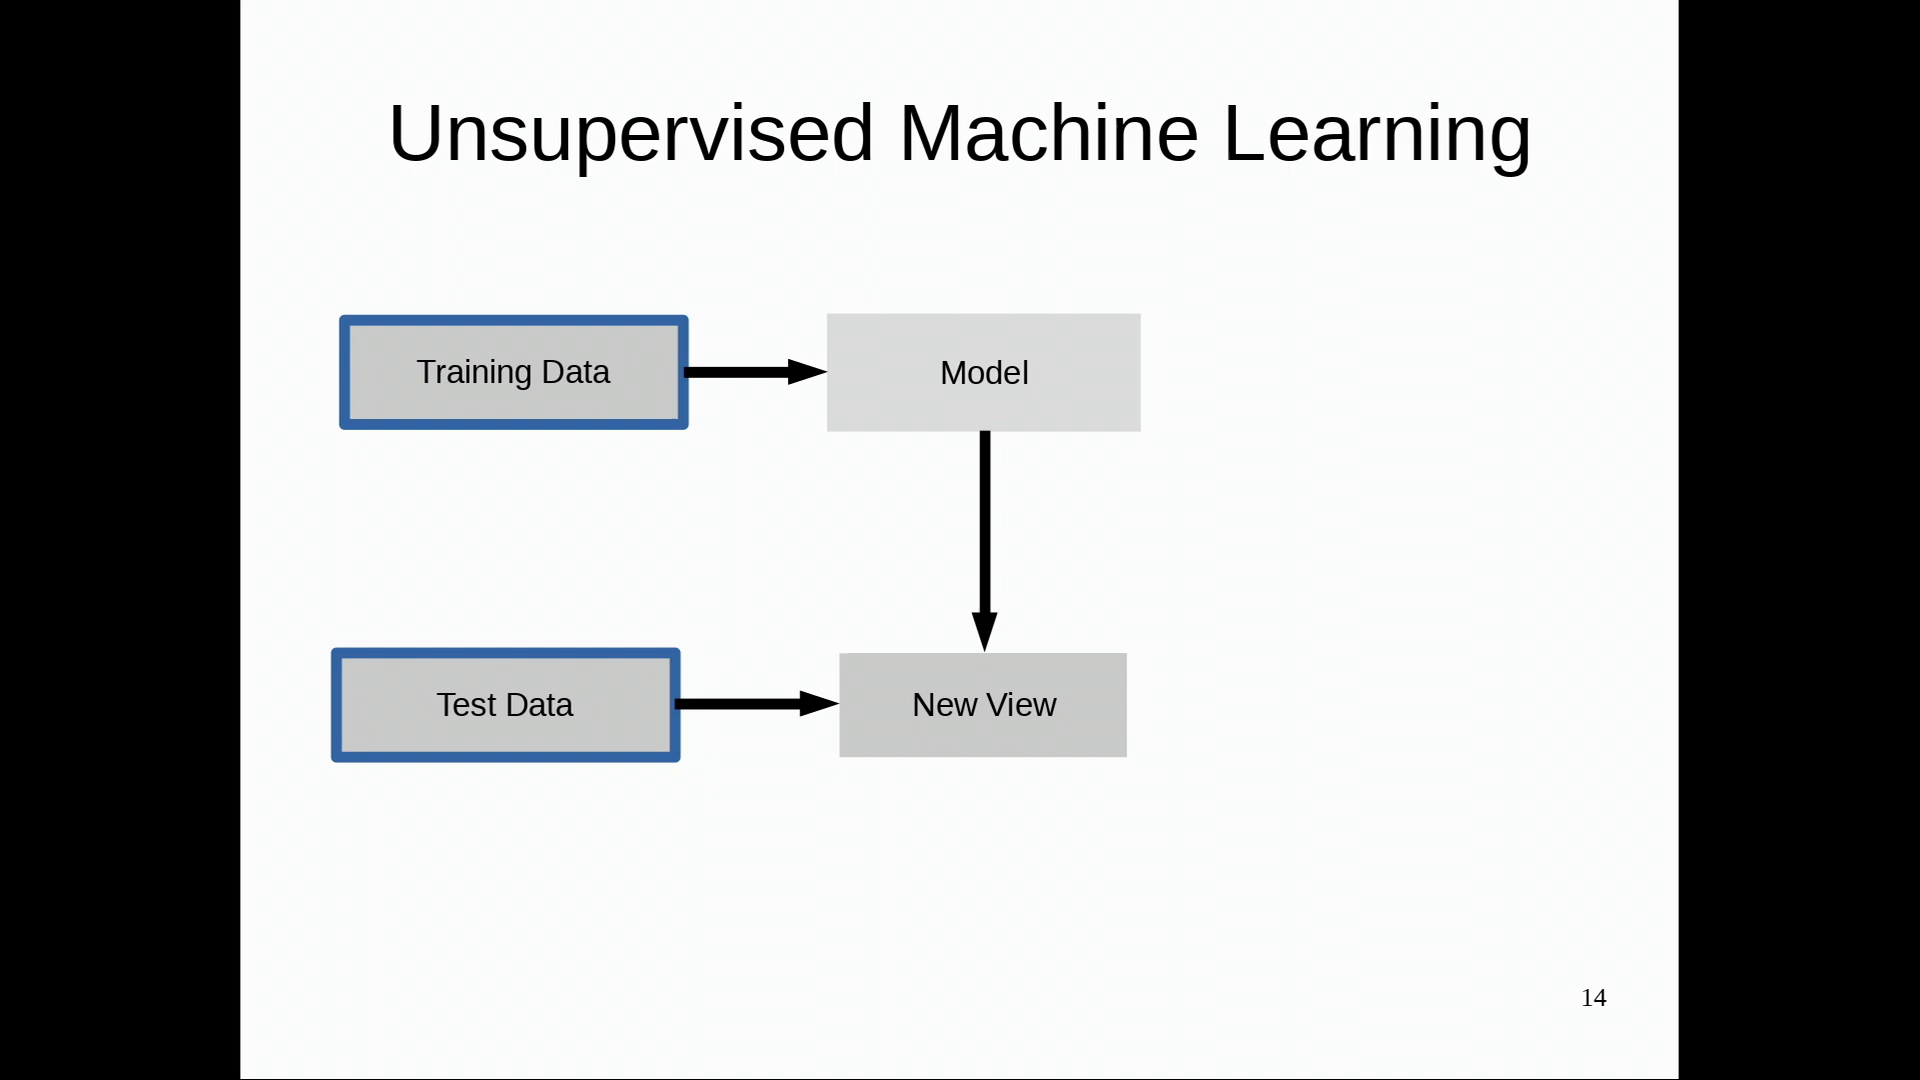 Unsupervised Machine Learning
Training Data
Model
Test Data
New View
14